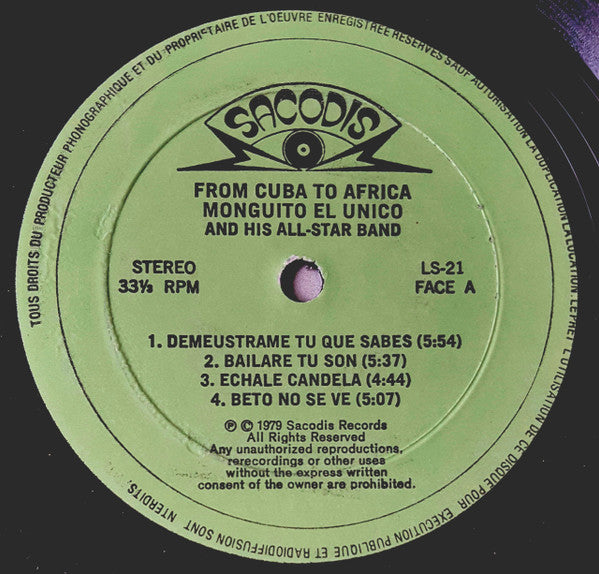 SACODIS
FROM CUBA TO AFRICA
MONGUITO EL UNICO
AND HIS ALL-STAR BAND
STEREO
33⅓ RPM
LS-21
FACE A
1. DEMEUSTRAME TU QUE SABES (5:54)
2. BAILARE TU SON (5:37)
3. ECHALE CANDELA (4:44)
4. BETO NO SE VE (5:07)
℗ © 1979 Sacodis Records
All Rights Reserved
Any unauthorized reproductions,
rerecordings or other uses
without the express written
consent of the owner are prohibited.
TOUS DROITS DU PRODUCTEUR PHONOGRAPHIQUE ET DU PROPRIETAIRE DE L'OEUVRE ENREGISTREE RESERVES SAUF AUTORISATION LA DUPLICATION LA LOCATION, LE PRET L'UTILISATION DE CE DISQUE POUR EXECUTION PUBLIQUE ET RADIODIFFUSION SONT INTERDITS.